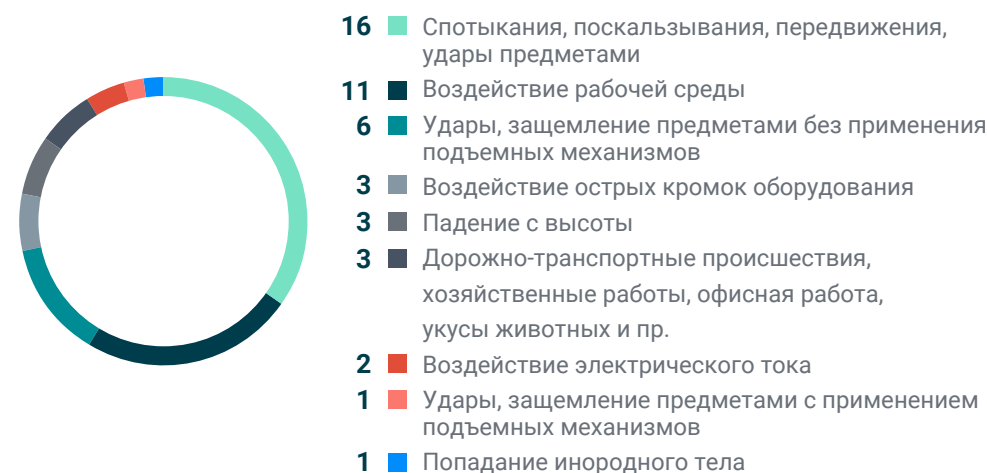 16 Спотыкания, поскальзывания, передвижения,
удары предметами
11 Воздействие рабочей среды
6 Удары, защемление предметами без применения
подъемных механизмов
3 Воздействие острых кромок оборудования
3 Падение с высоты
3 Дорожно-транспортные происшествия,
хозяйственные работы, офисная работа,
укусы животных и пр.
2 Воздействие электрического тока
1 Удары, защемление предметами с применением
подъемных механизмов
1 Попадание инородного тела